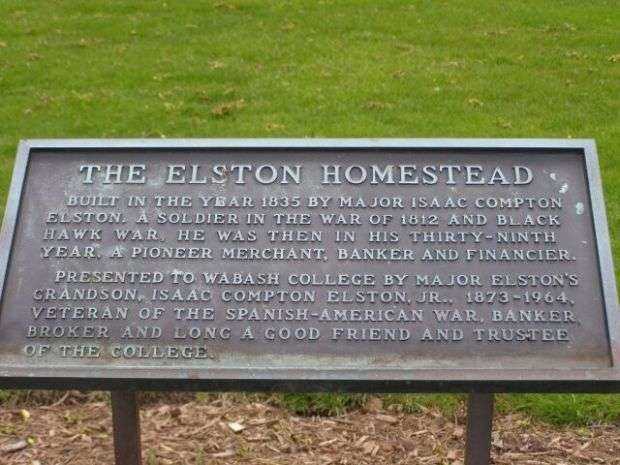 THE ELSTON HOMESTEAD
BUILT IN THE YEAR 1835 BY MAJOR ISAAC COMPTON
ELSTON. A SOLDIER IN THE WAR OF 1812 AND BLACK
HAWK WAR, HE WAS THEN IN HIS THIRTY-NINTH
YEAR, A PIONEER MERCHANT, BANKER AND FINANCIER.
PRESENTED TO WABASH COLLEGE BY MAJOR ELSTON'S
GRANDSON, ISAAC COMPTON ELSTON, JR., 1873-1964,
VETERAN OF THE SPANISH-AMERICAN WAR, BANKER,
BROKER AND LONG A GOOD FRIEND AND TRUSTEE
OF THE COLLEGE.